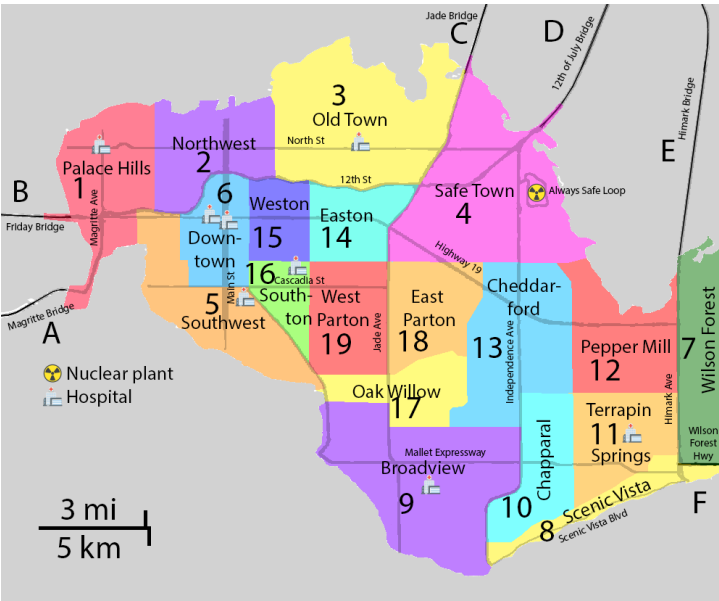 Jade Bridge
C
D
12th of July Bridge
Himark Bridge
E
3
Old Town
North St
Northwest
2
Palace Hills
1
Magritte Ave
B
Friday Bridge
12th St
6
Down-
town
Main St
Weston
15
Easton
14
Safe Town
4
Always Safe Loop
Highway 19
16
Cascadia St
South-
ton
5
Southwest
Magritte Bridge
A
West
Parton
19
Jade Ave
East
Parton
18
Cheddar-
ford
13
Independence Ave
Pepper Mill
12
Himark Ave
7
Wilson Forest
Nuclear plant
Hospital
Oak Willow
17
Terrapin
11
Springs
Wilson
Forest
Hwy
Mallet Expressway
Broadview
9
Chapparal
10
8
Scenic Vista
Scenic Vista Blvd
F
3 mi
5 km